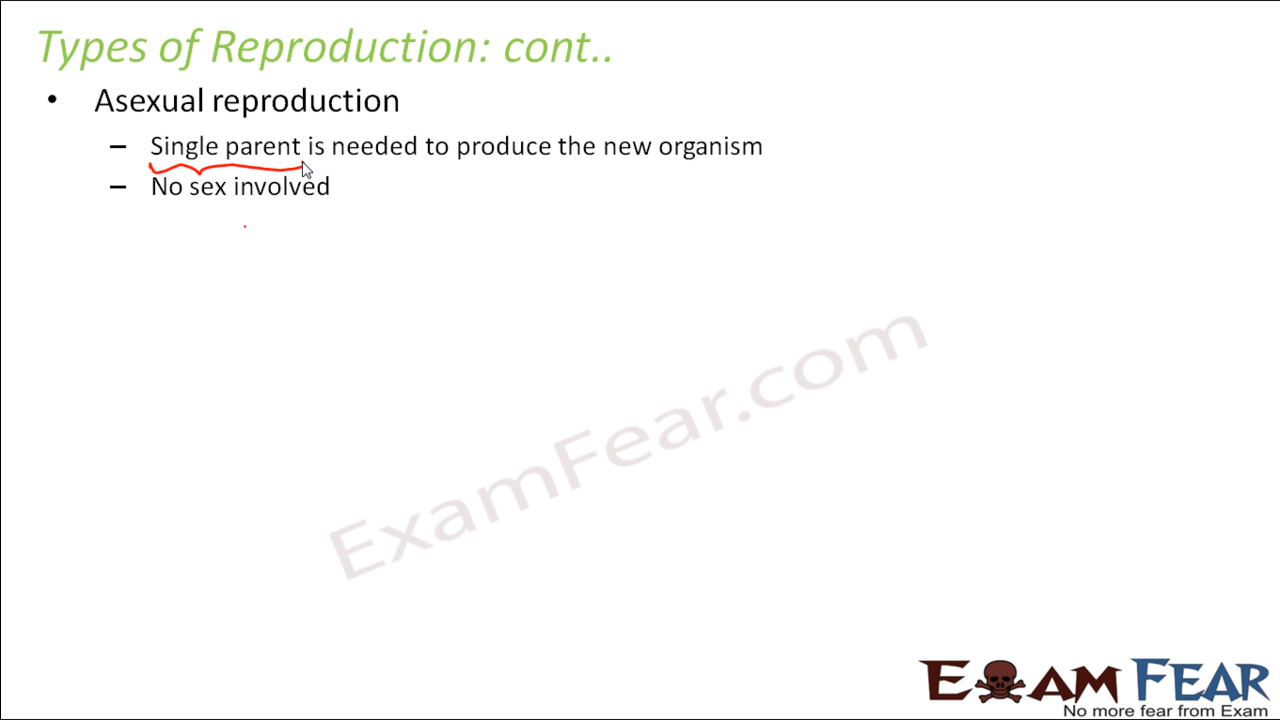 Types of Reproduction: cont..
• Asexual reproduction
– Single parent is needed to produce the new organism
– No sex involved
ExamFear.com
EXAM FEAR
No more fear from Exam